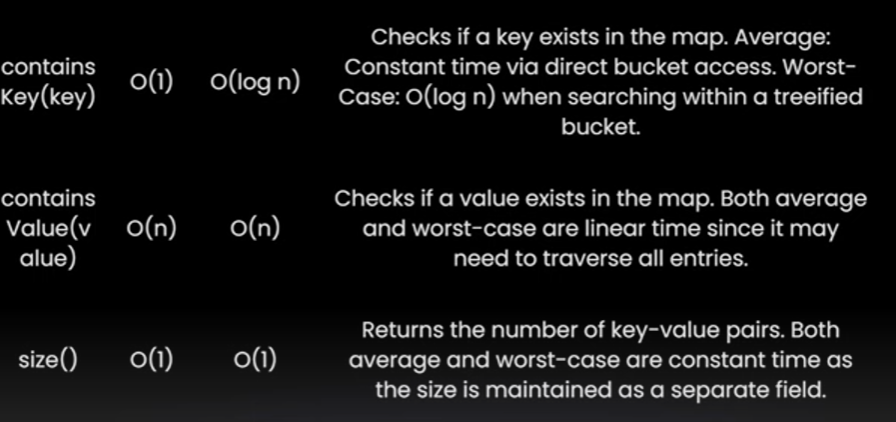 Checks if a key exists in the map. Average:
contains
Key(key)
O(1)
O(log n)
Constant time via direct bucket access. Worst-
Case: O(log n) when searching within a treeified
bucket.
contains
Value(v
alue)
O(n)
O(n)
Checks if a value exists in the map. Both average
and worst-case are linear time since it may
need to traverse all entries.
size()
O(1)
O(1)
Returns the number of key-value pairs. Both
average and worst-case are constant time as
the size is maintained as a separate field.